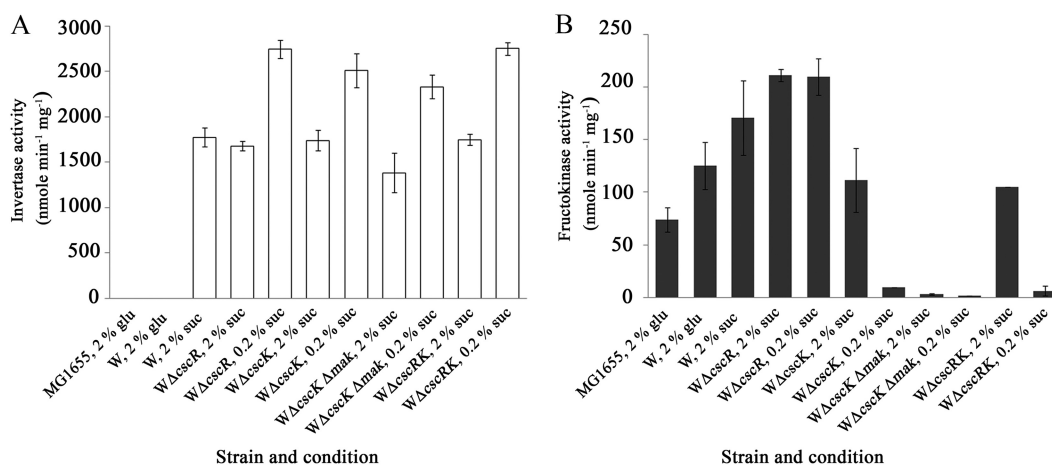 A
Invertase activity
(nmole min⁻¹ mg⁻¹)
3000
2500
2000
1500
1000
500
0
MG1655, 2 % glu
W, 2 % glu
W, 2 % suc
WΔcscR, 2 % suc
WΔcscR, 0.2 % suc
WΔcscK, 2 % suc
WΔcscK, 0.2 % suc
WΔcscK Δmak, 2 % suc
WΔcscK Δmak, 0.2 % suc
WΔcscRK, 2 % suc
WΔcscRK, 0.2 % suc
Strain and condition
B
Fructokinase activity
(nmole min⁻¹ mg⁻¹)
250
200
150
100
50
0
MG1655, 2 % glu
W, 2 % glu
W, 2 % suc
WΔcscR, 2 % suc
WΔcscR, 0.2 % suc
WΔcscK, 2 % suc
WΔcscK, 0.2 % suc
WΔcscK Δmak, 2 % suc
WΔcscK Δmak, 0.2 % suc
WΔcscRK, 2 % suc
WΔcscRK, 0.2 % suc
Strain and condition